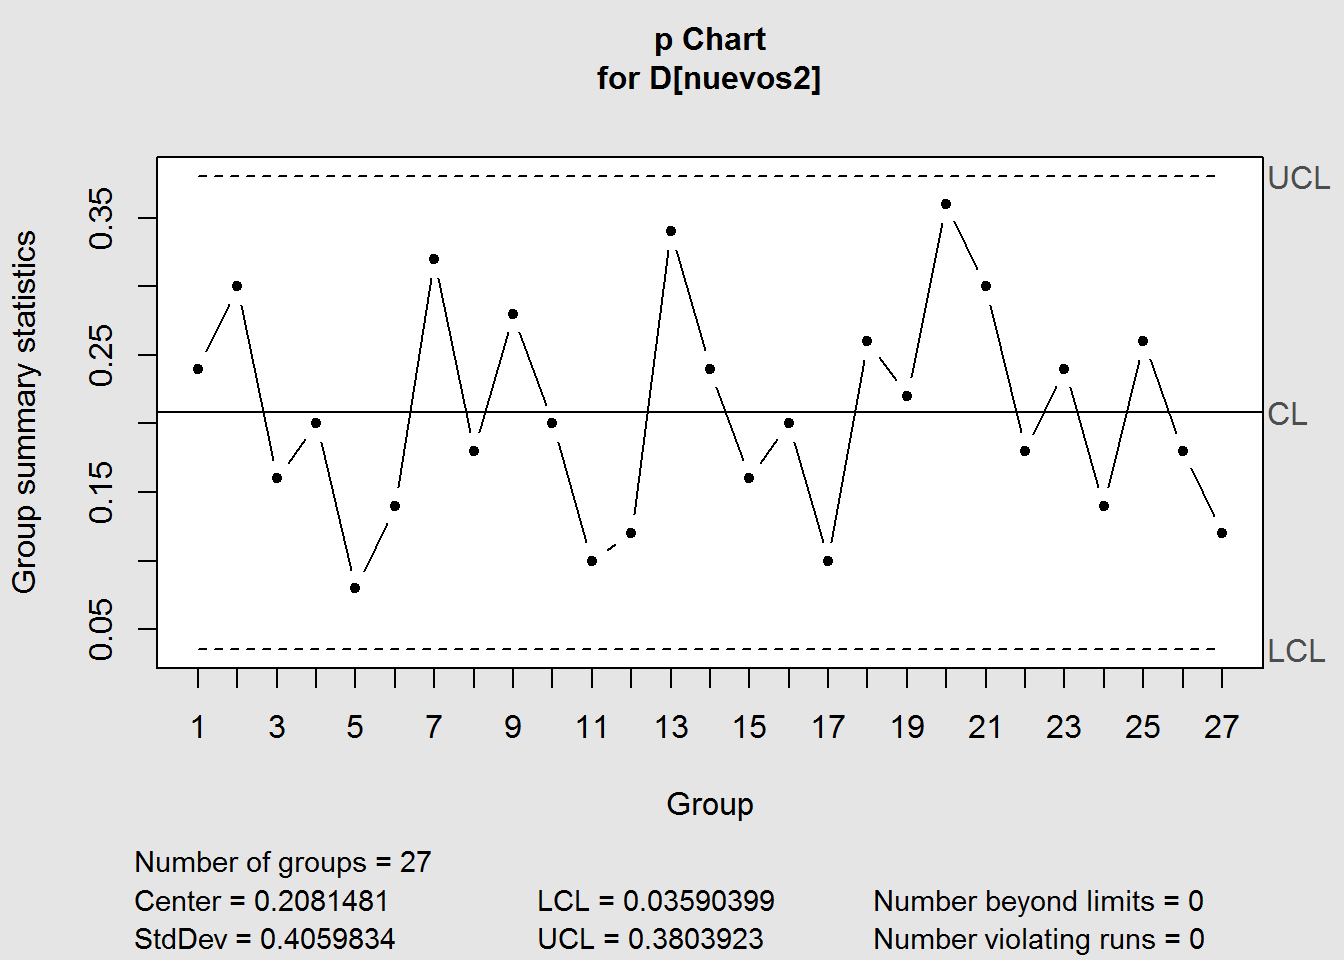 p Chart
for D[nuevos2]
Group summary statistics
0.35
0.25
0.15
0.05
UCL
CL
LCL
1 3 5 7 9 11 13 15 17 19 21 23 25 27
Group
Number of groups = 27
Center = 0.2081481 LCL = 0.03590399 Number beyond limits = 0
StdDev = 0.4059834 UCL = 0.3803923 Number violating runs = 0